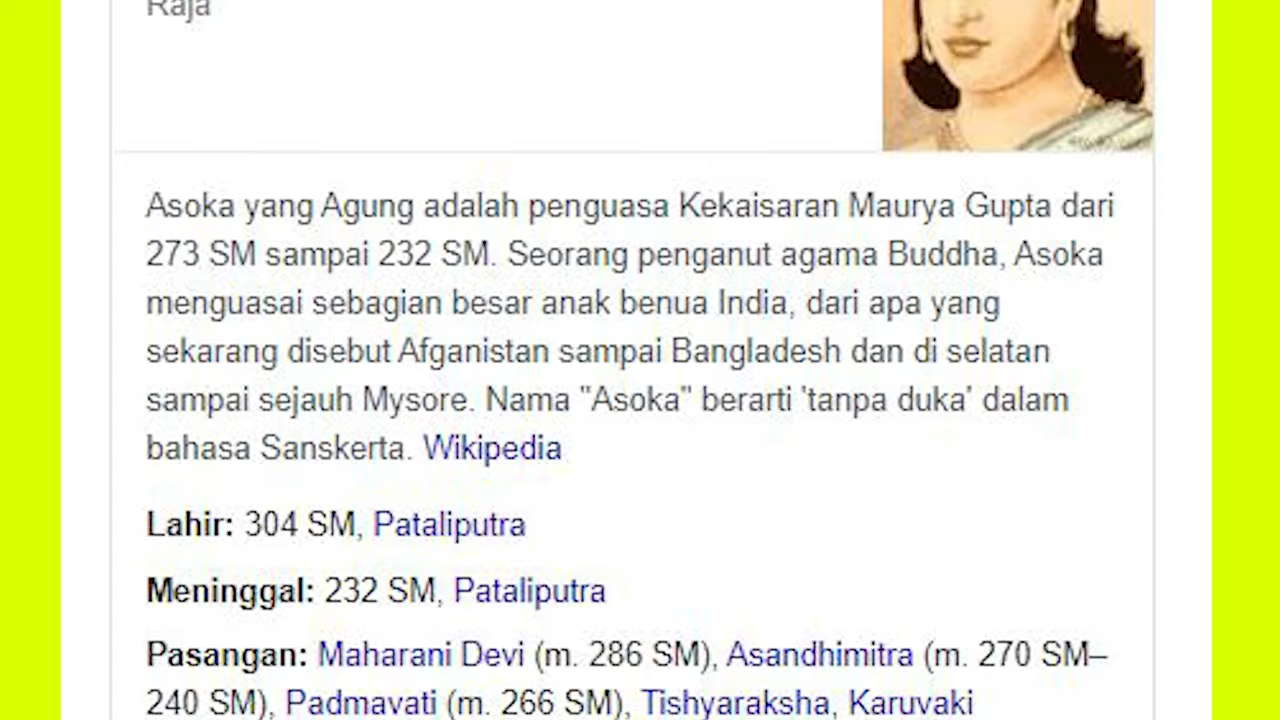 Raja
Asoka yang Agung adalah penguasa Kekaisaran Maurya Gupta dari
273 SM sampai 232 SM. Seorang penganut agama Buddha, Asoka
menguasai sebagian besar anak benua India, dari apa yang
sekarang disebut Afganistan sampai Bangladesh dan di selatan
sampai sejauh Mysore. Nama "Asoka" berarti 'tanpa duka' dalam
bahasa Sanskerta. Wikipedia
Lahir: 304 SM, Pataliputra
Meninggal: 232 SM, Pataliputra
Pasangan: Maharani Devi (m. 286 SM), Asandhimitra (m. 270 SM–
240 SM), Padmavati (m. 266 SM), Tishyaraksha, Karuvaki